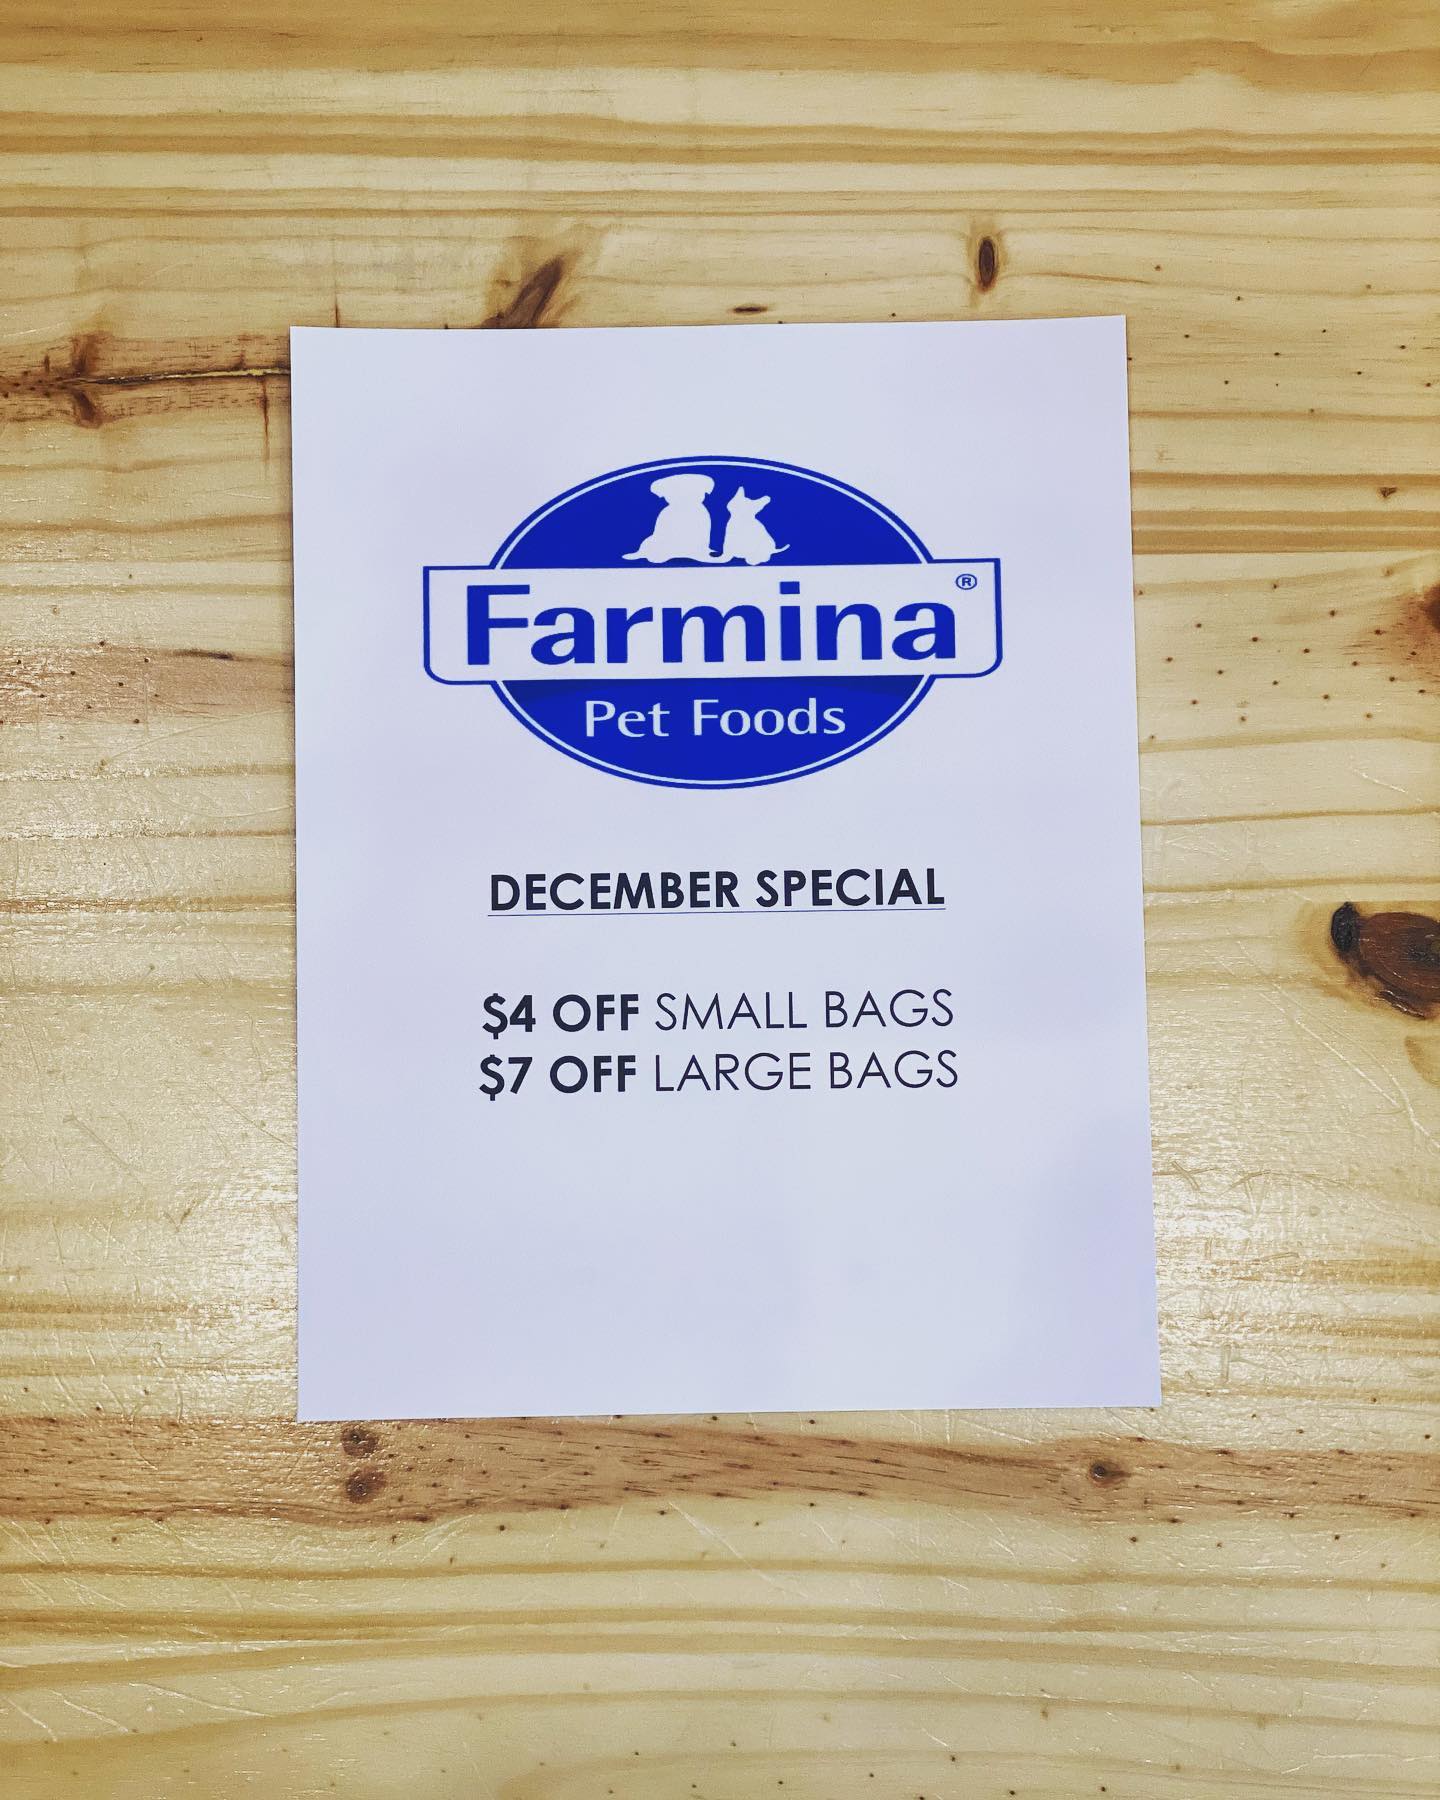 Farmina®
Pet Foods
DECEMBER SPECIAL
$4 OFF SMALL BAGS
$7 OFF LARGE BAGS